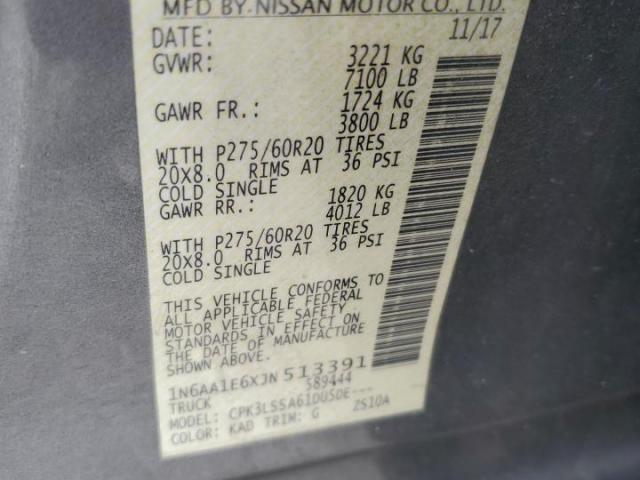 MFD BY NISSAN MOTOR CO., LTD.
DATE: 11/17
GVWR: 3221 KG
7100 LB
GAWR FR.: 1724 KG
3800 LB
WITH P275/60R20 TIRES
20X8.0 RIMS AT 36 PSI
COLD SINGLE
GAWR RR.: 1820 KG
4012 LB
WITH P275/60R20 TIRES
20X8.0 RIMS AT 36 PSI
COLD SINGLE
THIS VEHICLE CONFORMS TO
ALL APPLICABLE FEDERAL
MOTOR VEHICLE SAFETY
STANDARDS IN EFFECT ON
THE DATE OF MANUFACTURE
1N6AA1E6XJN513391
TRUCK 589444
MODEL: CPK3LSSA61DU5DE---
COLOR: KAD TRIM: G ZS10A